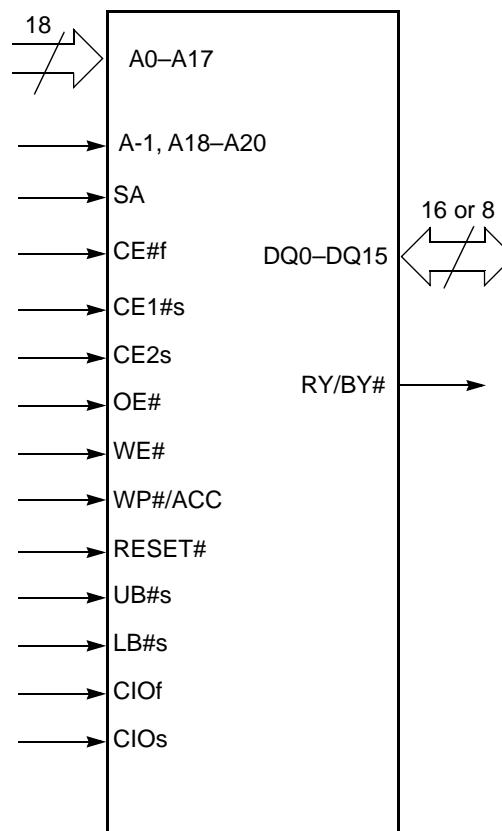 18
A0–A17
A-1, A18–A20
SA
16 or 8
CE#f
DQ0–DQ15
CE1#s
CE2s
RY/BY#
OE#
WE#
WP#/ACC
RESET#
UB#s
LB#s
CIOf
CIOs